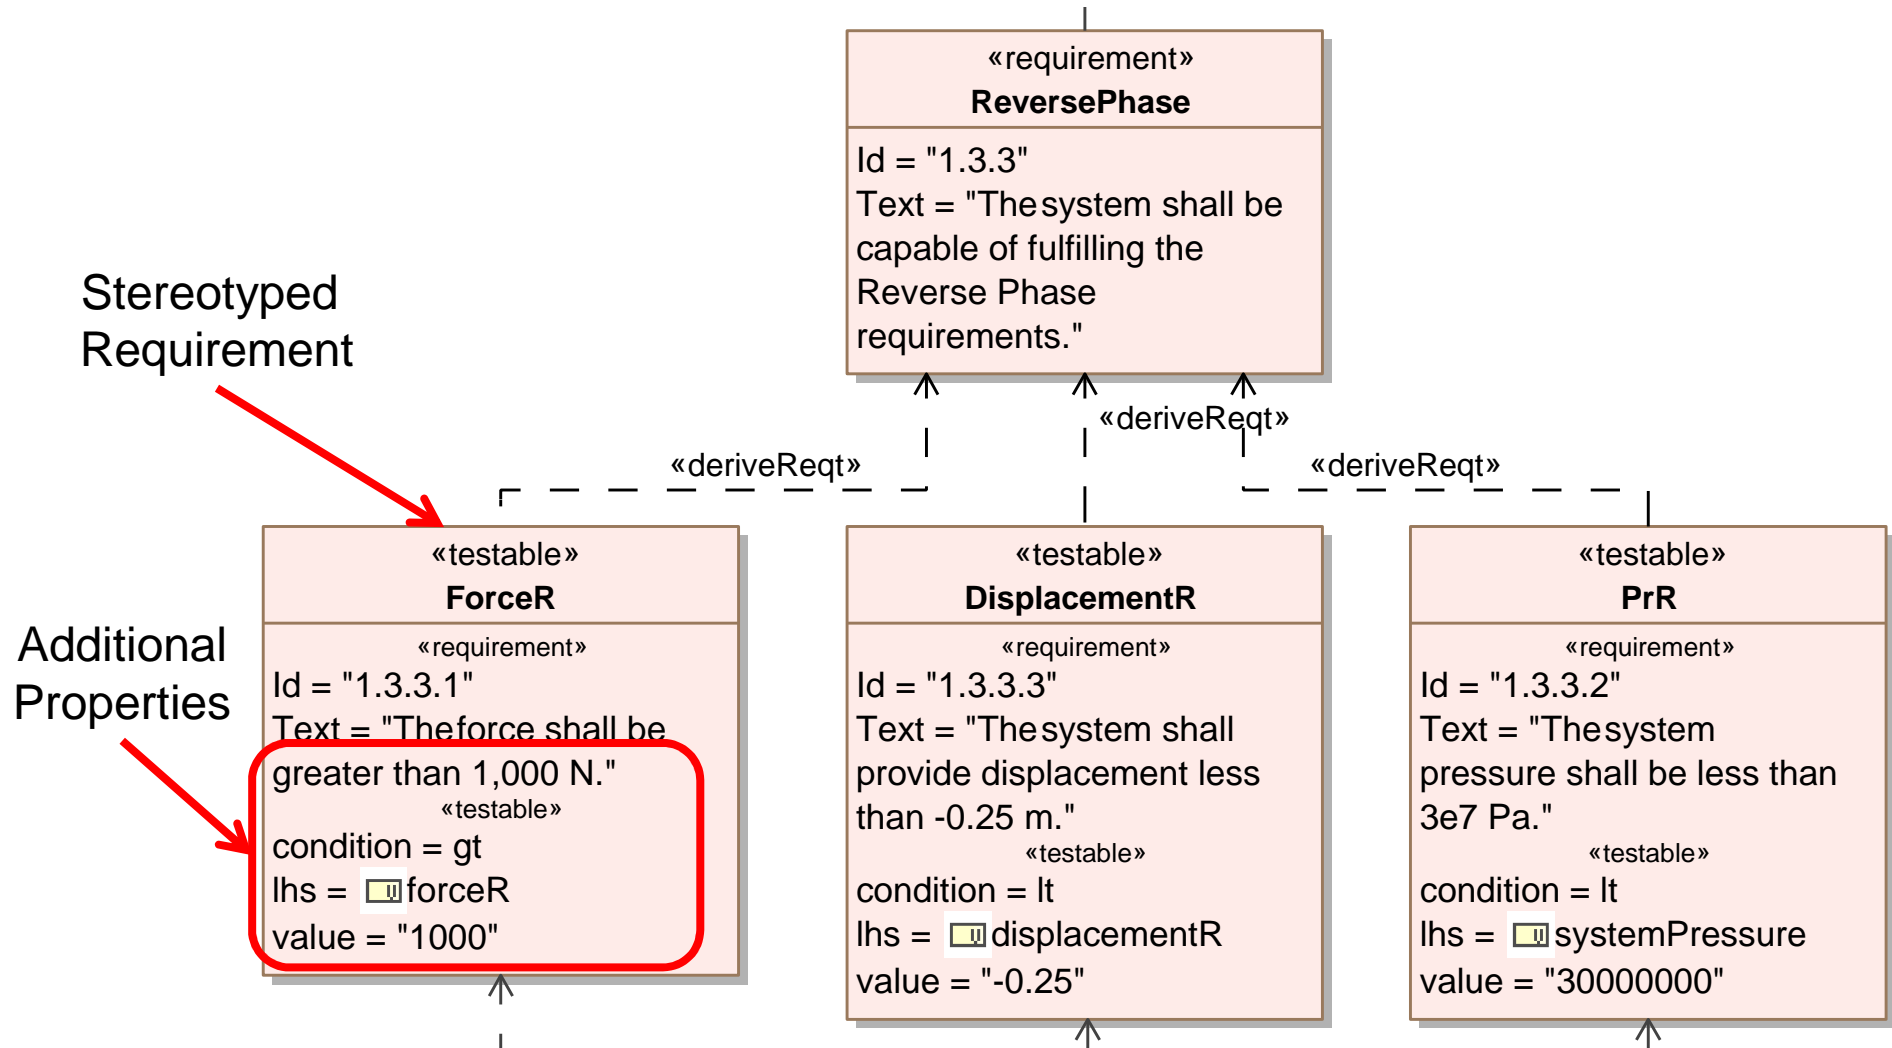 «requirement»
ReversePhase
Id = "1.3.3"
Text = "The system shall be
capable of fulfilling the
Reverse Phase
requirements."
Stereotyped
Requirement
«deriveReqt»
«deriveReqt»
«deriveReqt»
Additional
Properties
«testable»
ForceR
«requirement»
Id = "1.3.3.1"
Text = "The force shall be
greater than 1,000 N."
«testable»
condition = gt
lhs = forceR
value = "1000"
«testable»
DisplacementR
«requirement»
Id = "1.3.3.3"
Text = "The system shall
provide displacement less
than -0.25 m."
«testable»
condition = lt
lhs = displacementR
value = "-0.25"
«testable»
PrR
«requirement»
Id = "1.3.3.2"
Text = "The system
pressure shall be less than
3e7 Pa."
«testable»
condition = lt
lhs = systemPressure
value = "30000000"